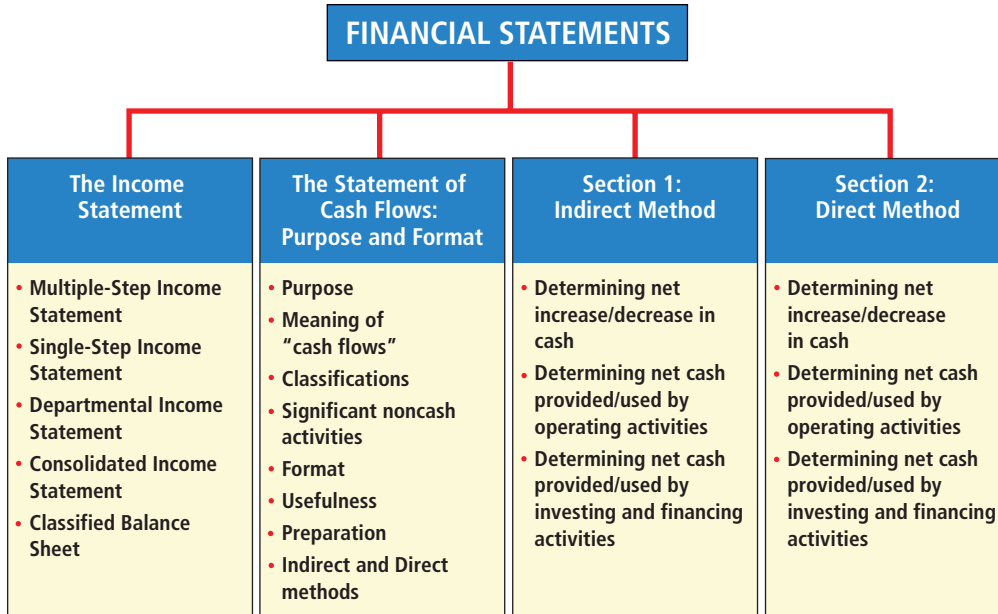 FINANCIAL STATEMENTS
The Income
Statement
• Multiple-Step Income
Statement
• Single-Step Income
Statement
• Departmental Income
Statement
• Consolidated Income
Statement
• Classified Balance
Sheet
The Statement of
Cash Flows:
Purpose and Format
• Purpose
• Meaning of
“cash flows”
• Classifications
• Significant noncash
activities
• Format
• Usefulness
• Preparation
• Indirect and Direct
methods
Section 1:
Indirect Method
• Determining net
increase/decrease in
cash
• Determining net cash
provided/used by
operating activities
• Determining net cash
provided/used by
investing and financing
activities
Section 2:
Direct Method
• Determining net
increase/decrease
in cash
• Determining net cash
provided/used by
operating activities
• Determining net cash
provided/used by
investing and financing
activities